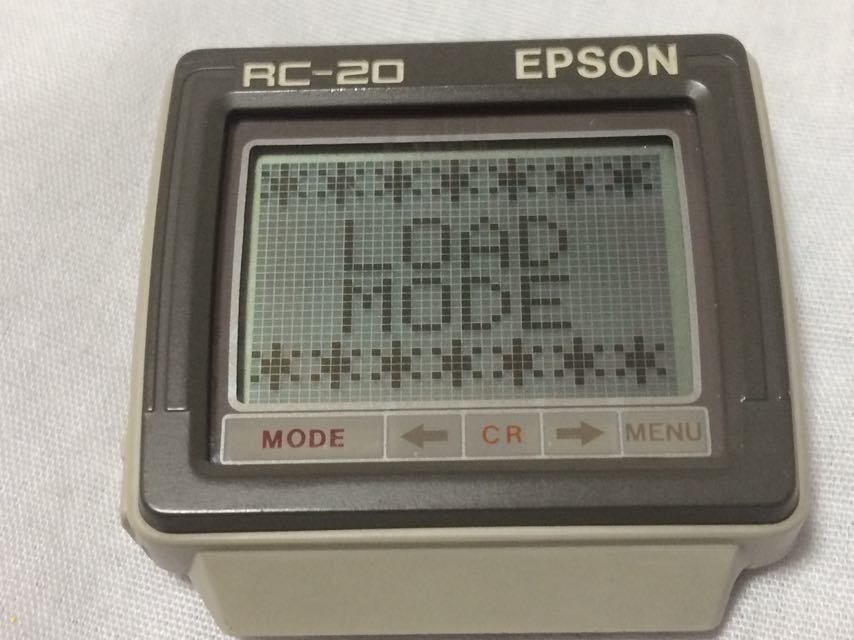 RC-20 EPSON
*******
LOAD
MODE
*******
MODE ← CR → MENU